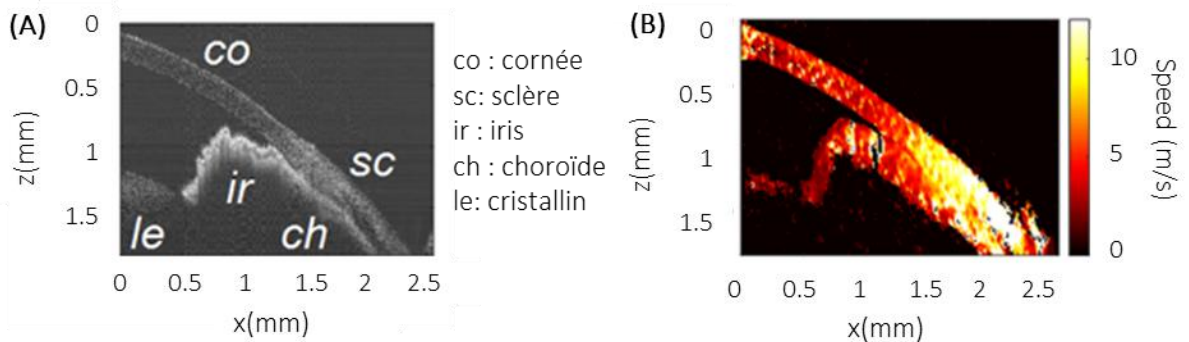 (A)
0
0.5
1
1.5
z(mm)
co
sc
ir
ch
le
0 0.5 1 1.5 2 2.5
x(mm)
co : cornée
sc: sclère
ir : iris
ch : choroïde
le: cristallin
(B)
0
0.5
1
1.5
z(mm)
0 0.5 1 1.5 2 2.5
x(mm)
10
5
0
Speed (m/s)